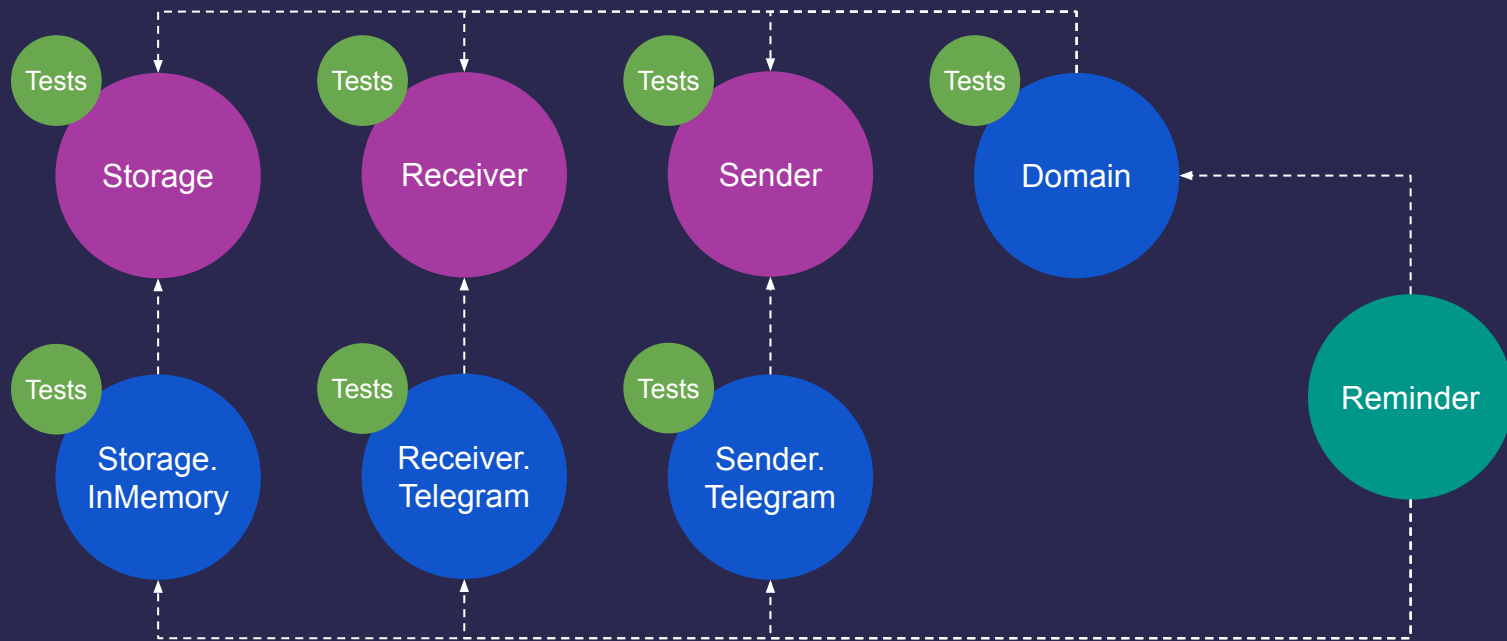 Tests
Tests
Tests
Tests
Storage
Receiver
Sender
Domain
Tests
Tests
Tests
Reminder
Storage.
InMemory
Receiver.
Telegram
Sender.
Telegram